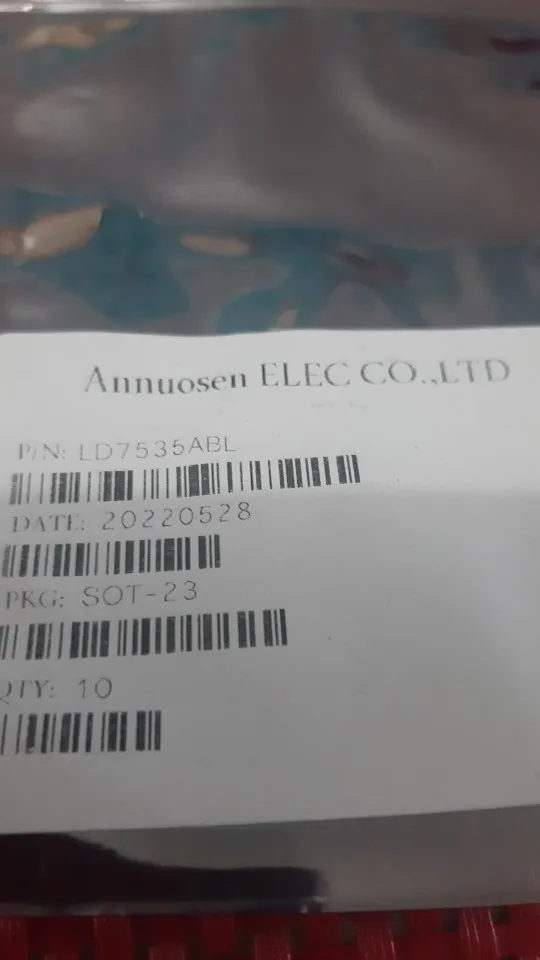 Annuosen ELEC CO.,LTD
P/N: LD7535ABL
DATE: 20220528
PKG: SOT-23
QTY: 10